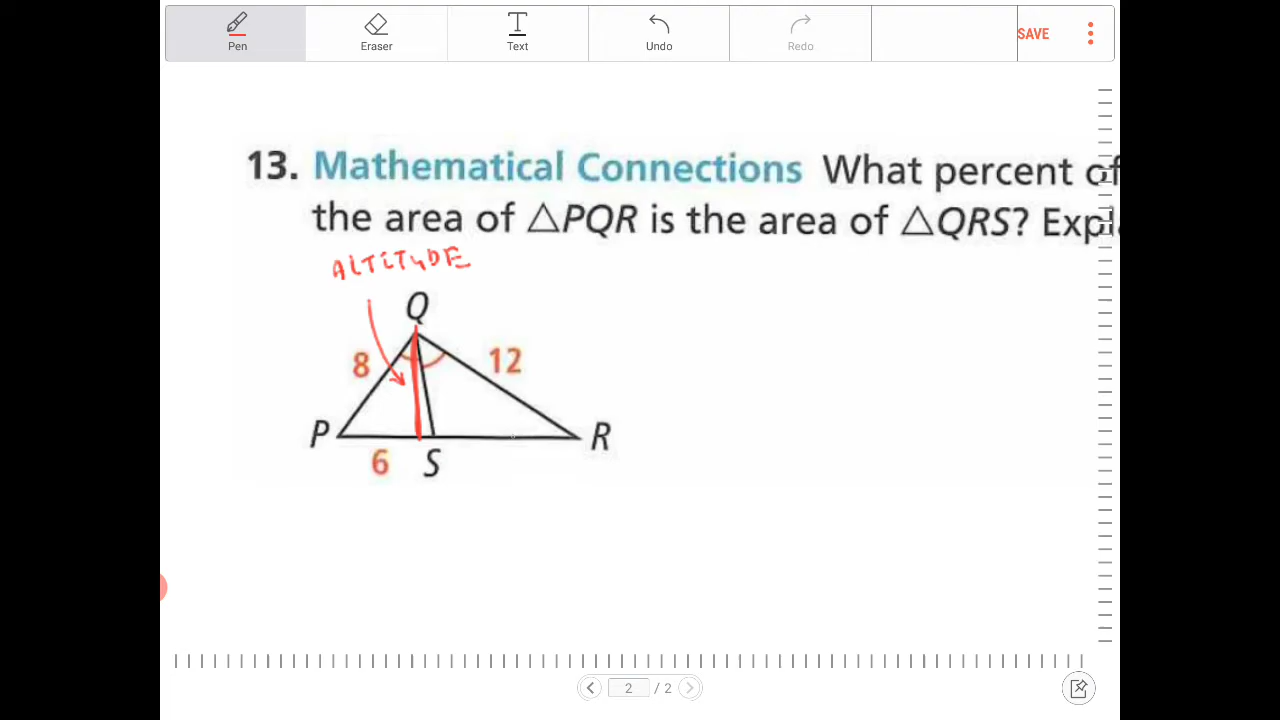 Pen Eraser Text Undo Redo SAVE
13. Mathematical Connections What percent of
the area of △PQR is the area of △QRS? Expl
ALTITUDE
Q
8 12
P R
6 S
2 / 2